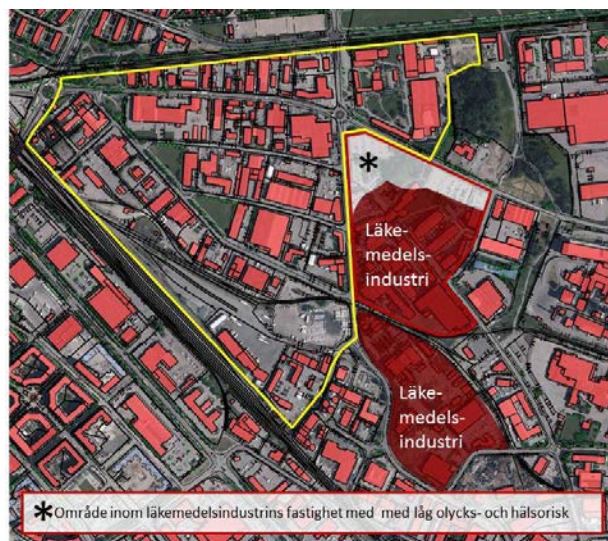 *
Läke-
medels-
industri
Läke-
medels-
industri
*Område inom läkemedelsindustrins fastighet med med låg olycks- och hälsorisk